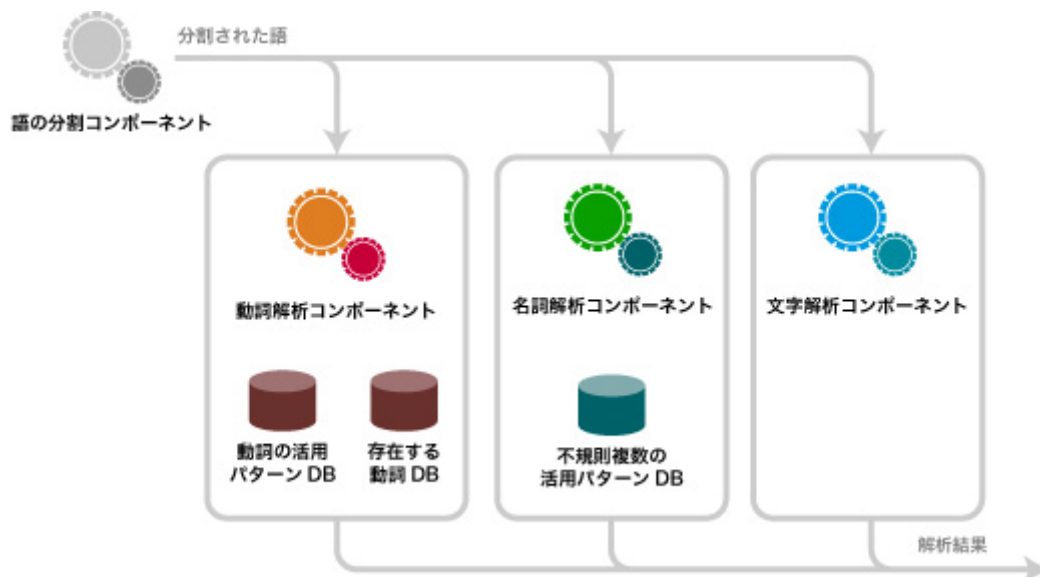 分割された語
語の分割コンポーネント
動詞解析コンポーネント
名詞解析コンポーネント
文字解析コンポーネント
動詞の活用
パターン DB
存在する
動詞 DB
不規則複数の
活用パターン DB
解析結果